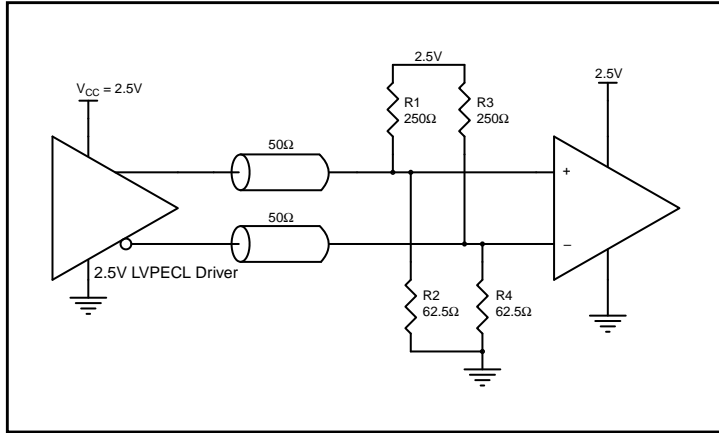 2.5V
V_CC = 2.5V
2.5V
R1
250Ω
R3
250Ω
50Ω
+
50Ω
−
2.5V LVPECL Driver
R2
62.5Ω
R4
62.5Ω